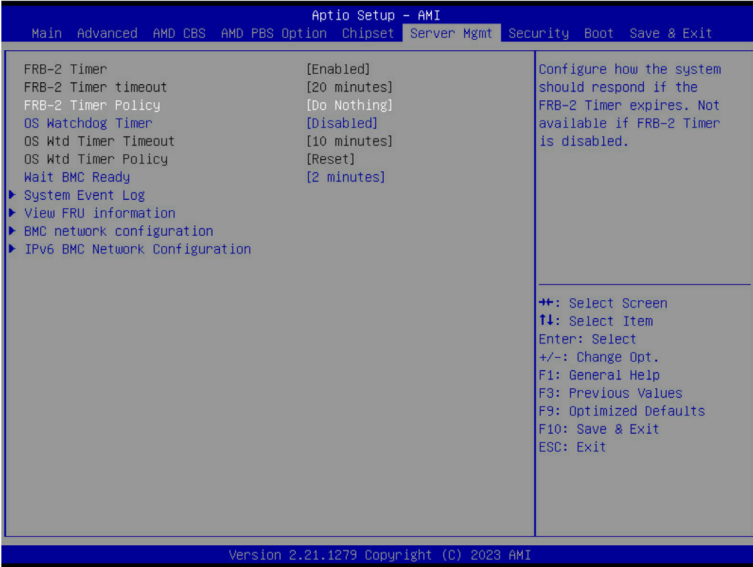 Aptio Setup – AMI
Main Advanced AMD CBS AMD PBS Option Chipset Server Mgmt Security Boot Save & Exit
FRB-2 Timer [Enabled]
FRB-2 Timer timeout [20 minutes]
FRB-2 Timer Policy [Do Nothing]
OS Watchdog Timer [Disabled]
OS Wtd Timer Timeout [10 minutes]
OS Wtd Timer Policy [Reset]
Wait BMC Ready [2 minutes]
System Event Log
View FRU information
BMC network configuration
IPv6 BMC Network Configuration
Configure how the system
should respond if the
FRB-2 Timer expires. Not
available if FRB-2 Timer
is disabled.
→←: Select Screen
↑↓: Select Item
Enter: Select
+/-: Change Opt.
F1: General Help
F3: Previous Values
F9: Optimized Defaults
F10: Save & Exit
ESC: Exit
Version 2.21.1279 Copyright (C) 2023 AMI